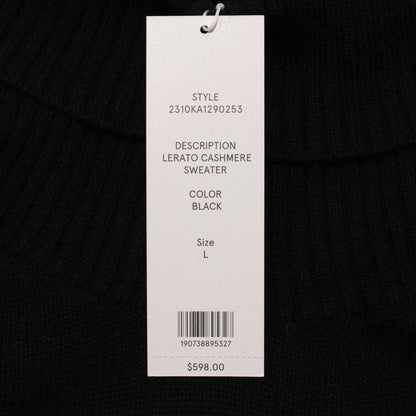 STYLE
2310KA1290253
DESCRIPTION
LERATO CASHMERE
SWEATER
COLOR
BLACK
Size
L
190738895327
$598.00